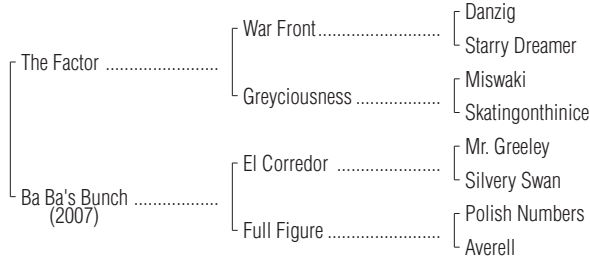 Danzig
War Front
Starry Dreamer
The Factor
Miswaki
Greyciousness
Skatingonthinice
Mr. Greeley
El Corredor
Silvery Swan
Ba Ba's Bunch
(2007)
Polish Numbers
Full Figure
Averell